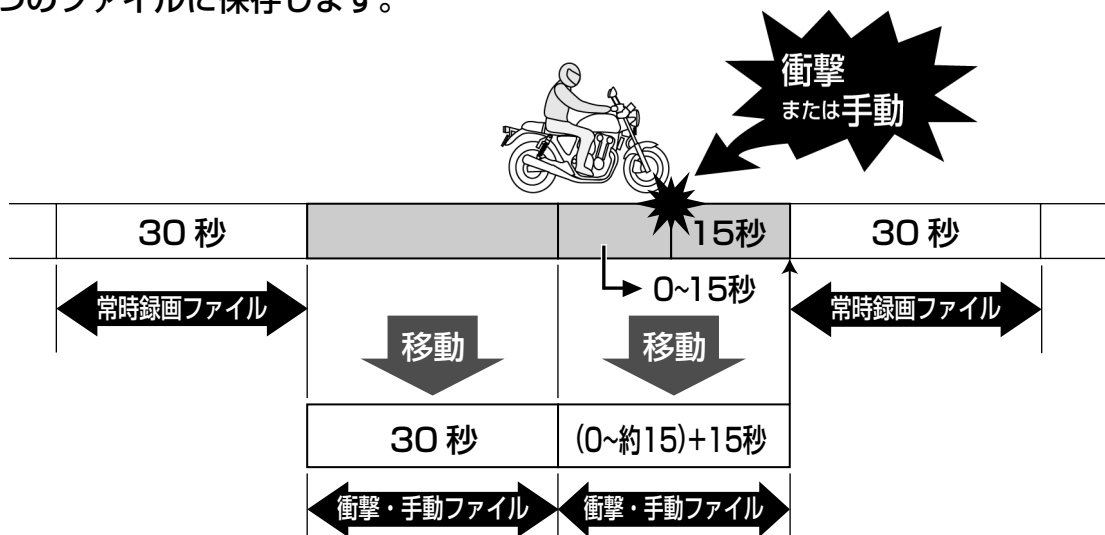 つのファイルに保存します。
衝撃
または手動
30 秒
15秒
30 秒
0~15秒
常時録画ファイル
常時録画ファイル
移動
移動
30 秒
(0~約15)+15秒
衝撃・手動ファイル
衝撃・手動ファイル